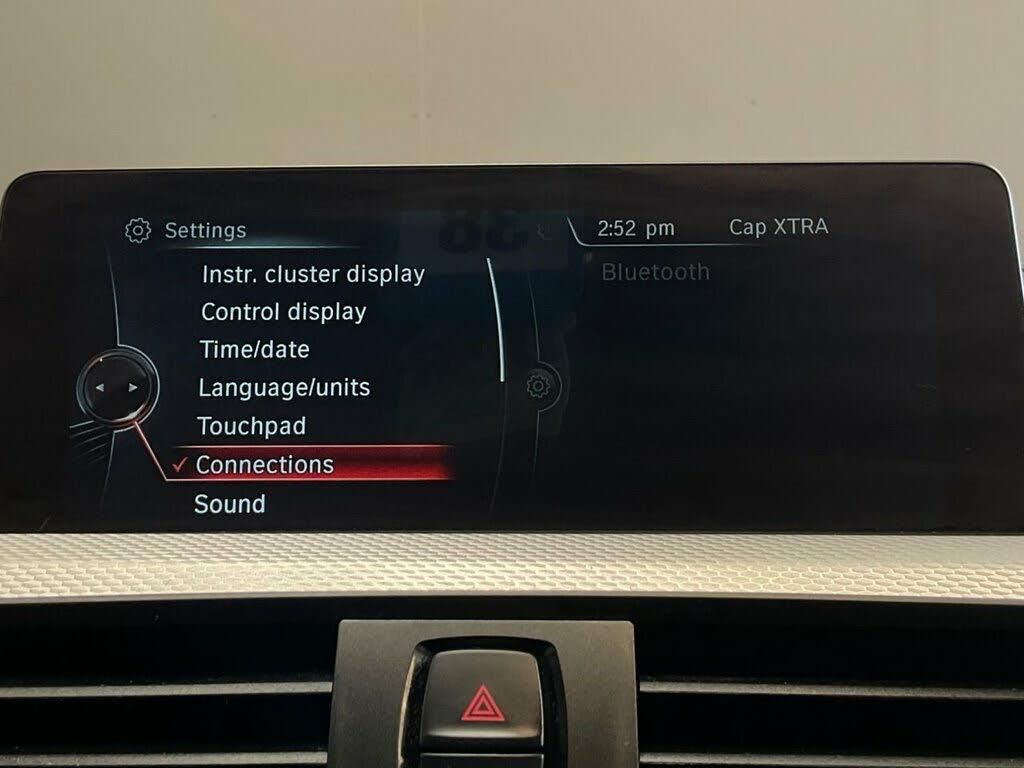 Settings
2:52 pm
Cap XTRA
Instr. cluster display
Bluetooth
Control display
Time/date
Language/units
Touchpad
✓ Connections
Sound